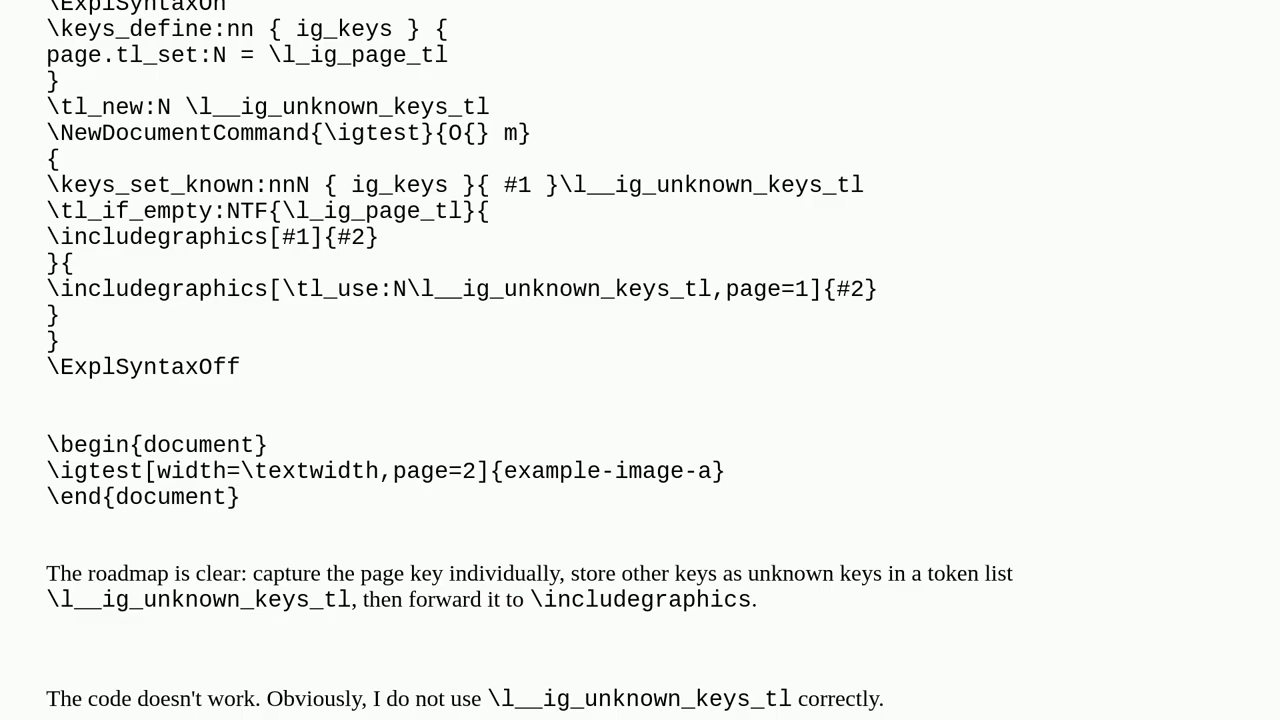 \ExplSyntaxOn
\keys_define:nn { ig_keys } {
page.tl_set:N = \l_ig_page_tl
}
\tl_new:N \l__ig_unknown_keys_tl
\NewDocumentCommand{\igtest}{O{} m}
{
\keys_set_known:nnN { ig_keys }{ #1 }\l__ig_unknown_keys_tl
\tl_if_empty:NTF{\l_ig_page_tl}{
\includegraphics[#1]{#2}
}{
\includegraphics[\tl_use:N\l__ig_unknown_keys_tl,page=1]{#2}
}
}
\ExplSyntaxOff
\begin{document}
\igtest[width=\textwidth,page=2]{example-image-a}
\end{document}
The roadmap is clear: capture the page key individually, store other keys as unknown keys in a token list
\l__ig_unknown_keys_tl, then forward it to \includegraphics.
The code doesn't work. Obviously, I do not use \l__ig_unknown_keys_tl correctly.